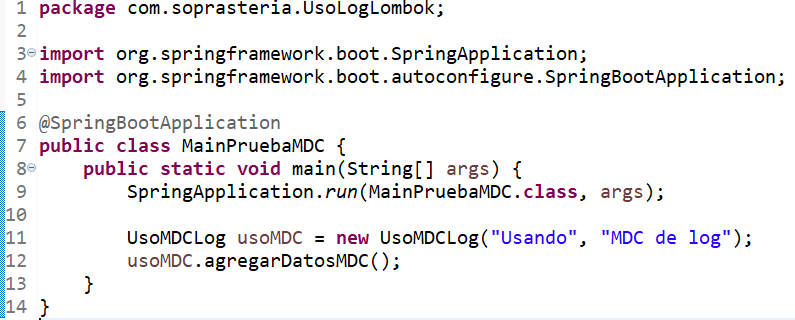 1 package com.soprasteria.UsoLogLombok;
2
3 import org.springframework.boot.SpringApplication;
4 import org.springframework.boot.autoconfigure.SpringBootApplication;
5
6 @SpringBootApplication
7 public class MainPruebaMDC {
8     public static void main(String[] args) {
9         SpringApplication.run(MainPruebaMDC.class, args);
10
11         UsoMDCLog usoMDC = new UsoMDCLog("Usando", "MDC de log");
12         usoMDC.agregarDatosMDC();
13     }
14 }